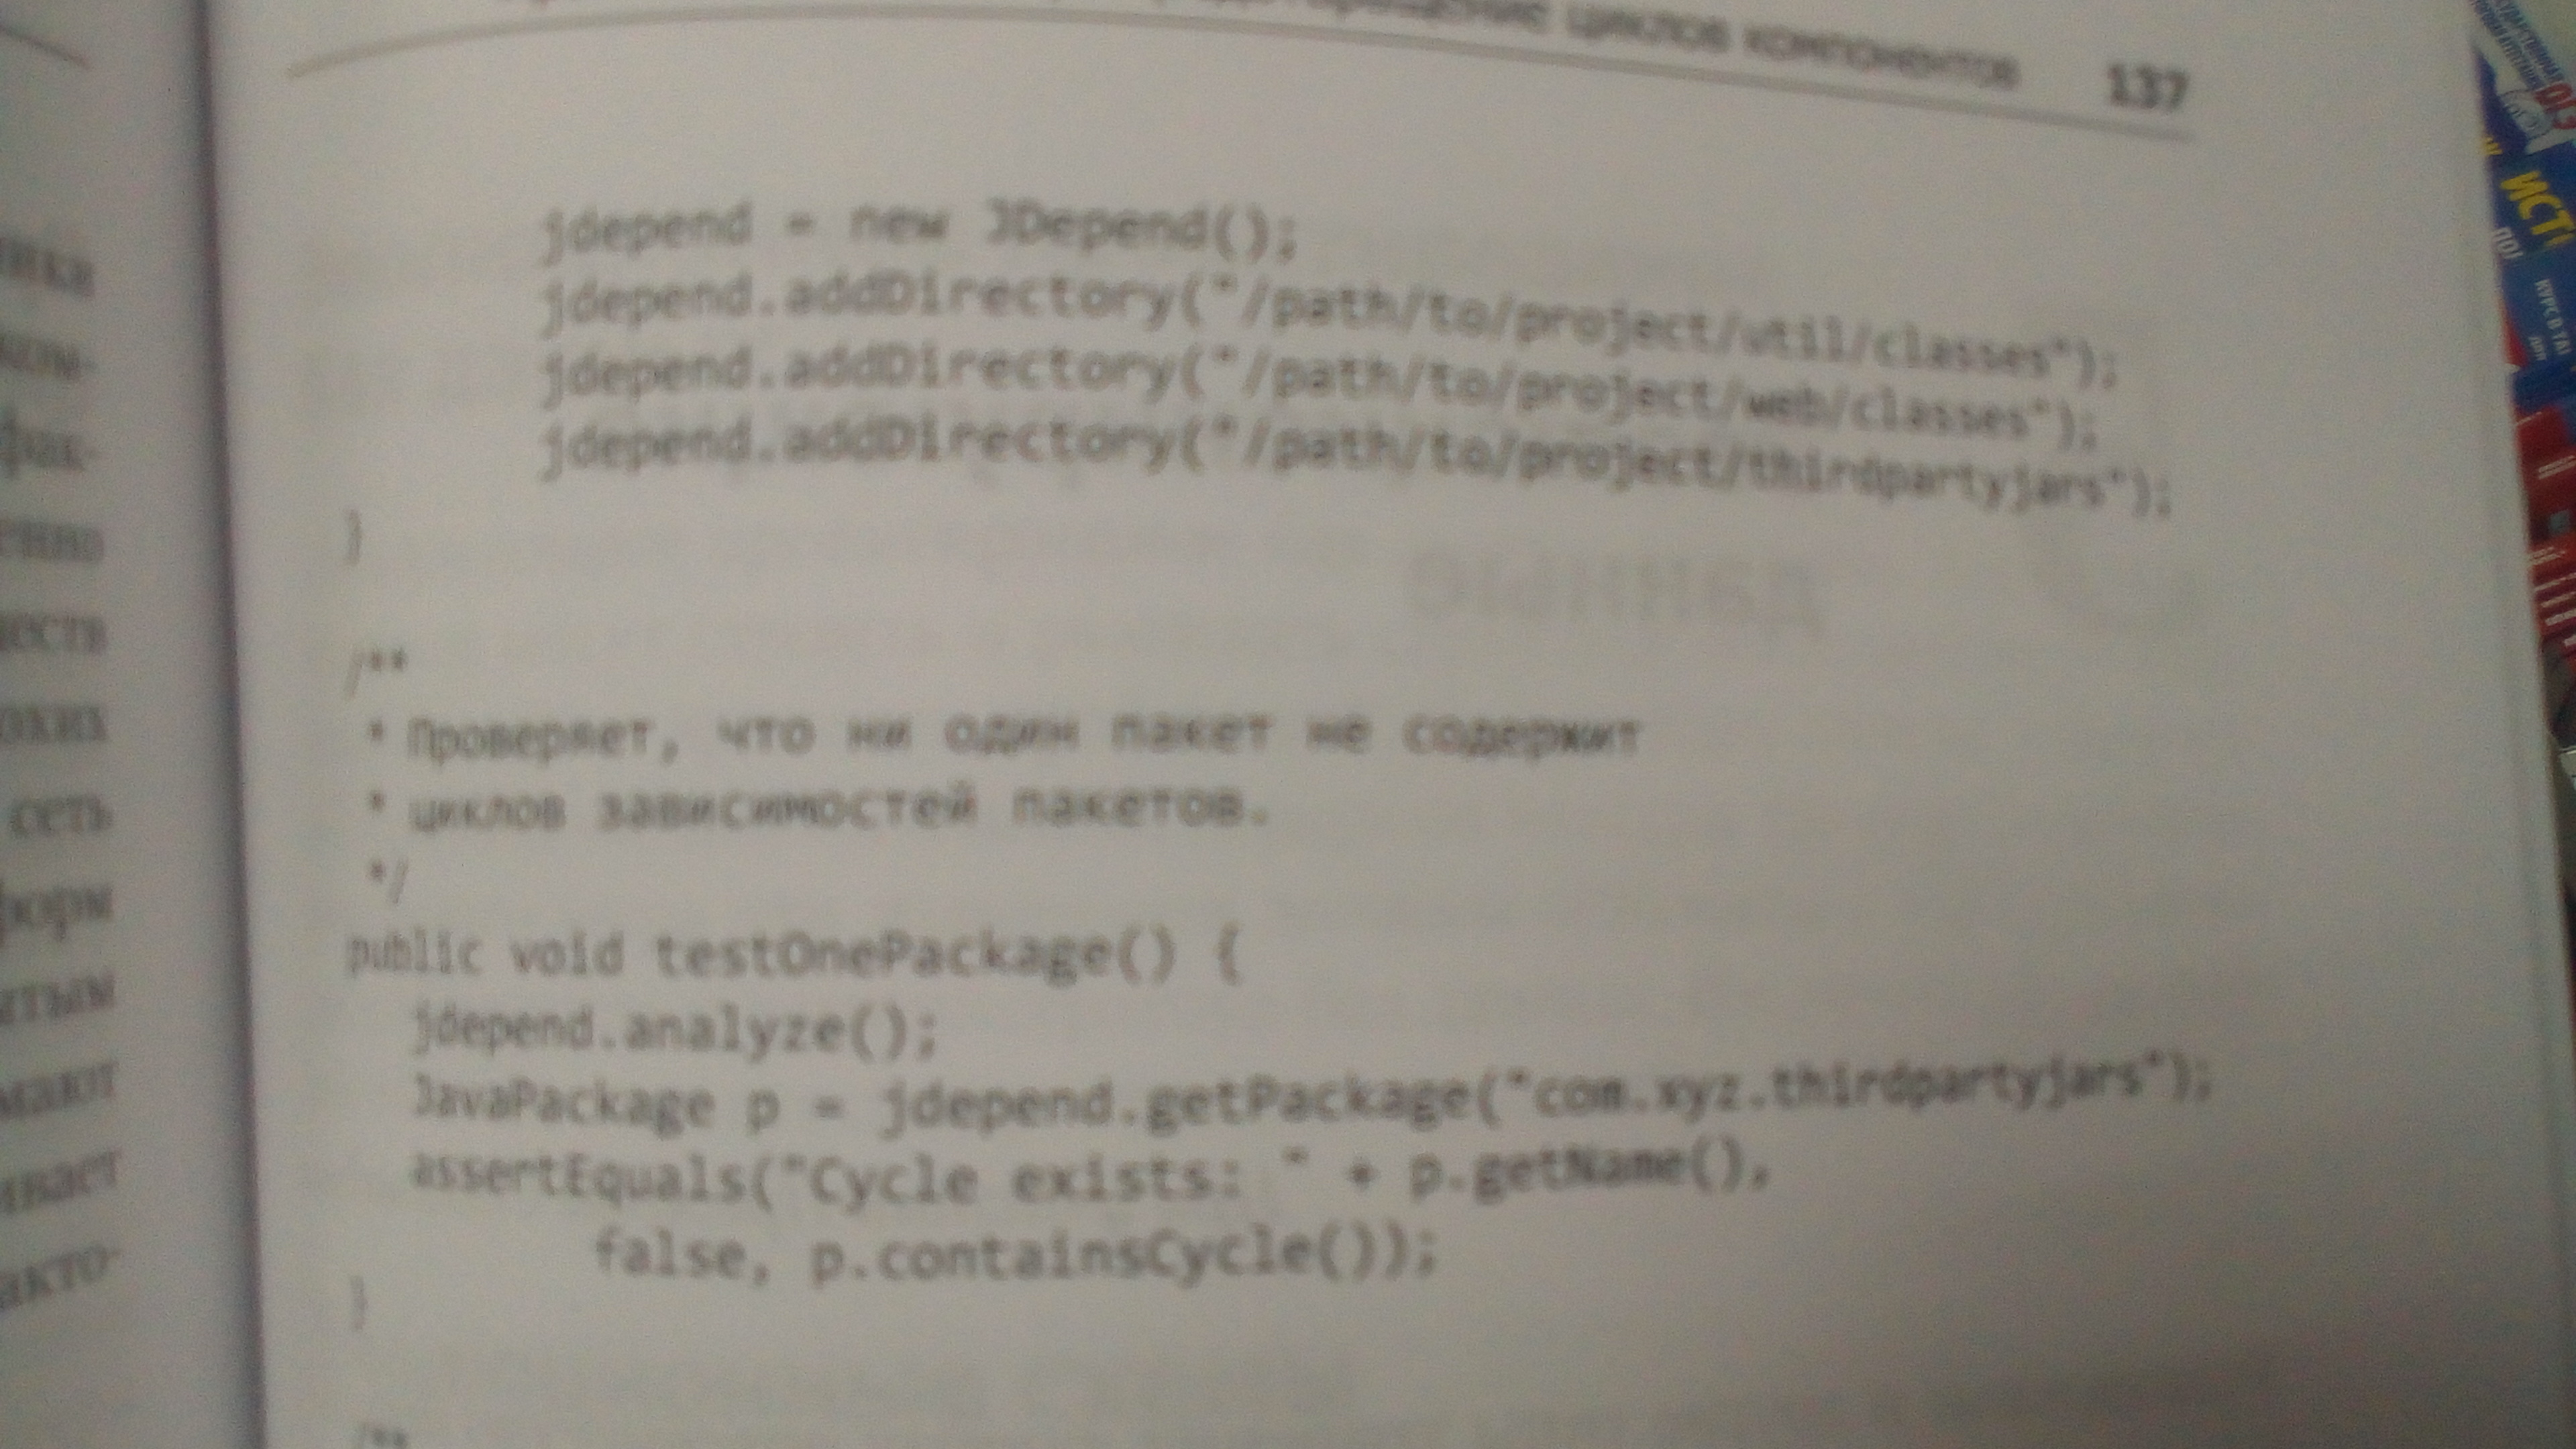 циклов компонентов 137
jdepend = new JDepend();
jdepend.addDirectory("/path/to/project/util/classes");
jdepend.addDirectory("/path/to/project/web/classes");
jdepend.addDirectory("/path/to/project/thirdpartyjars");
}
/**
* Проверяет, что ни один пакет не содержит
* циклов зависимостей пакетов.
*/
public void testOnePackage() {
jdepend.analyze();
JavaPackage p = jdepend.getPackage("com.xyz.thirdpartyjars");
assertEquals("Cycle exists: " + p.getName(),
false, p.containsCycle());
}
/**